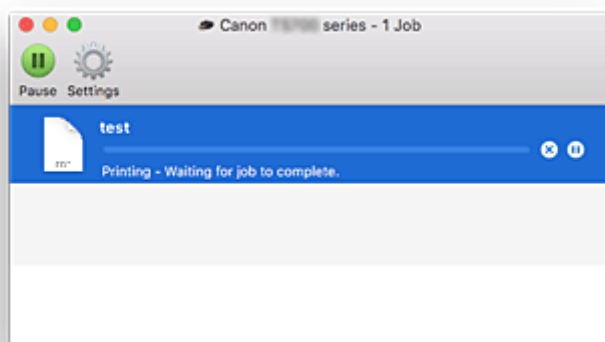 Canon series - 1 Job
Pause Settings
test
Printing - Waiting for job to complete.